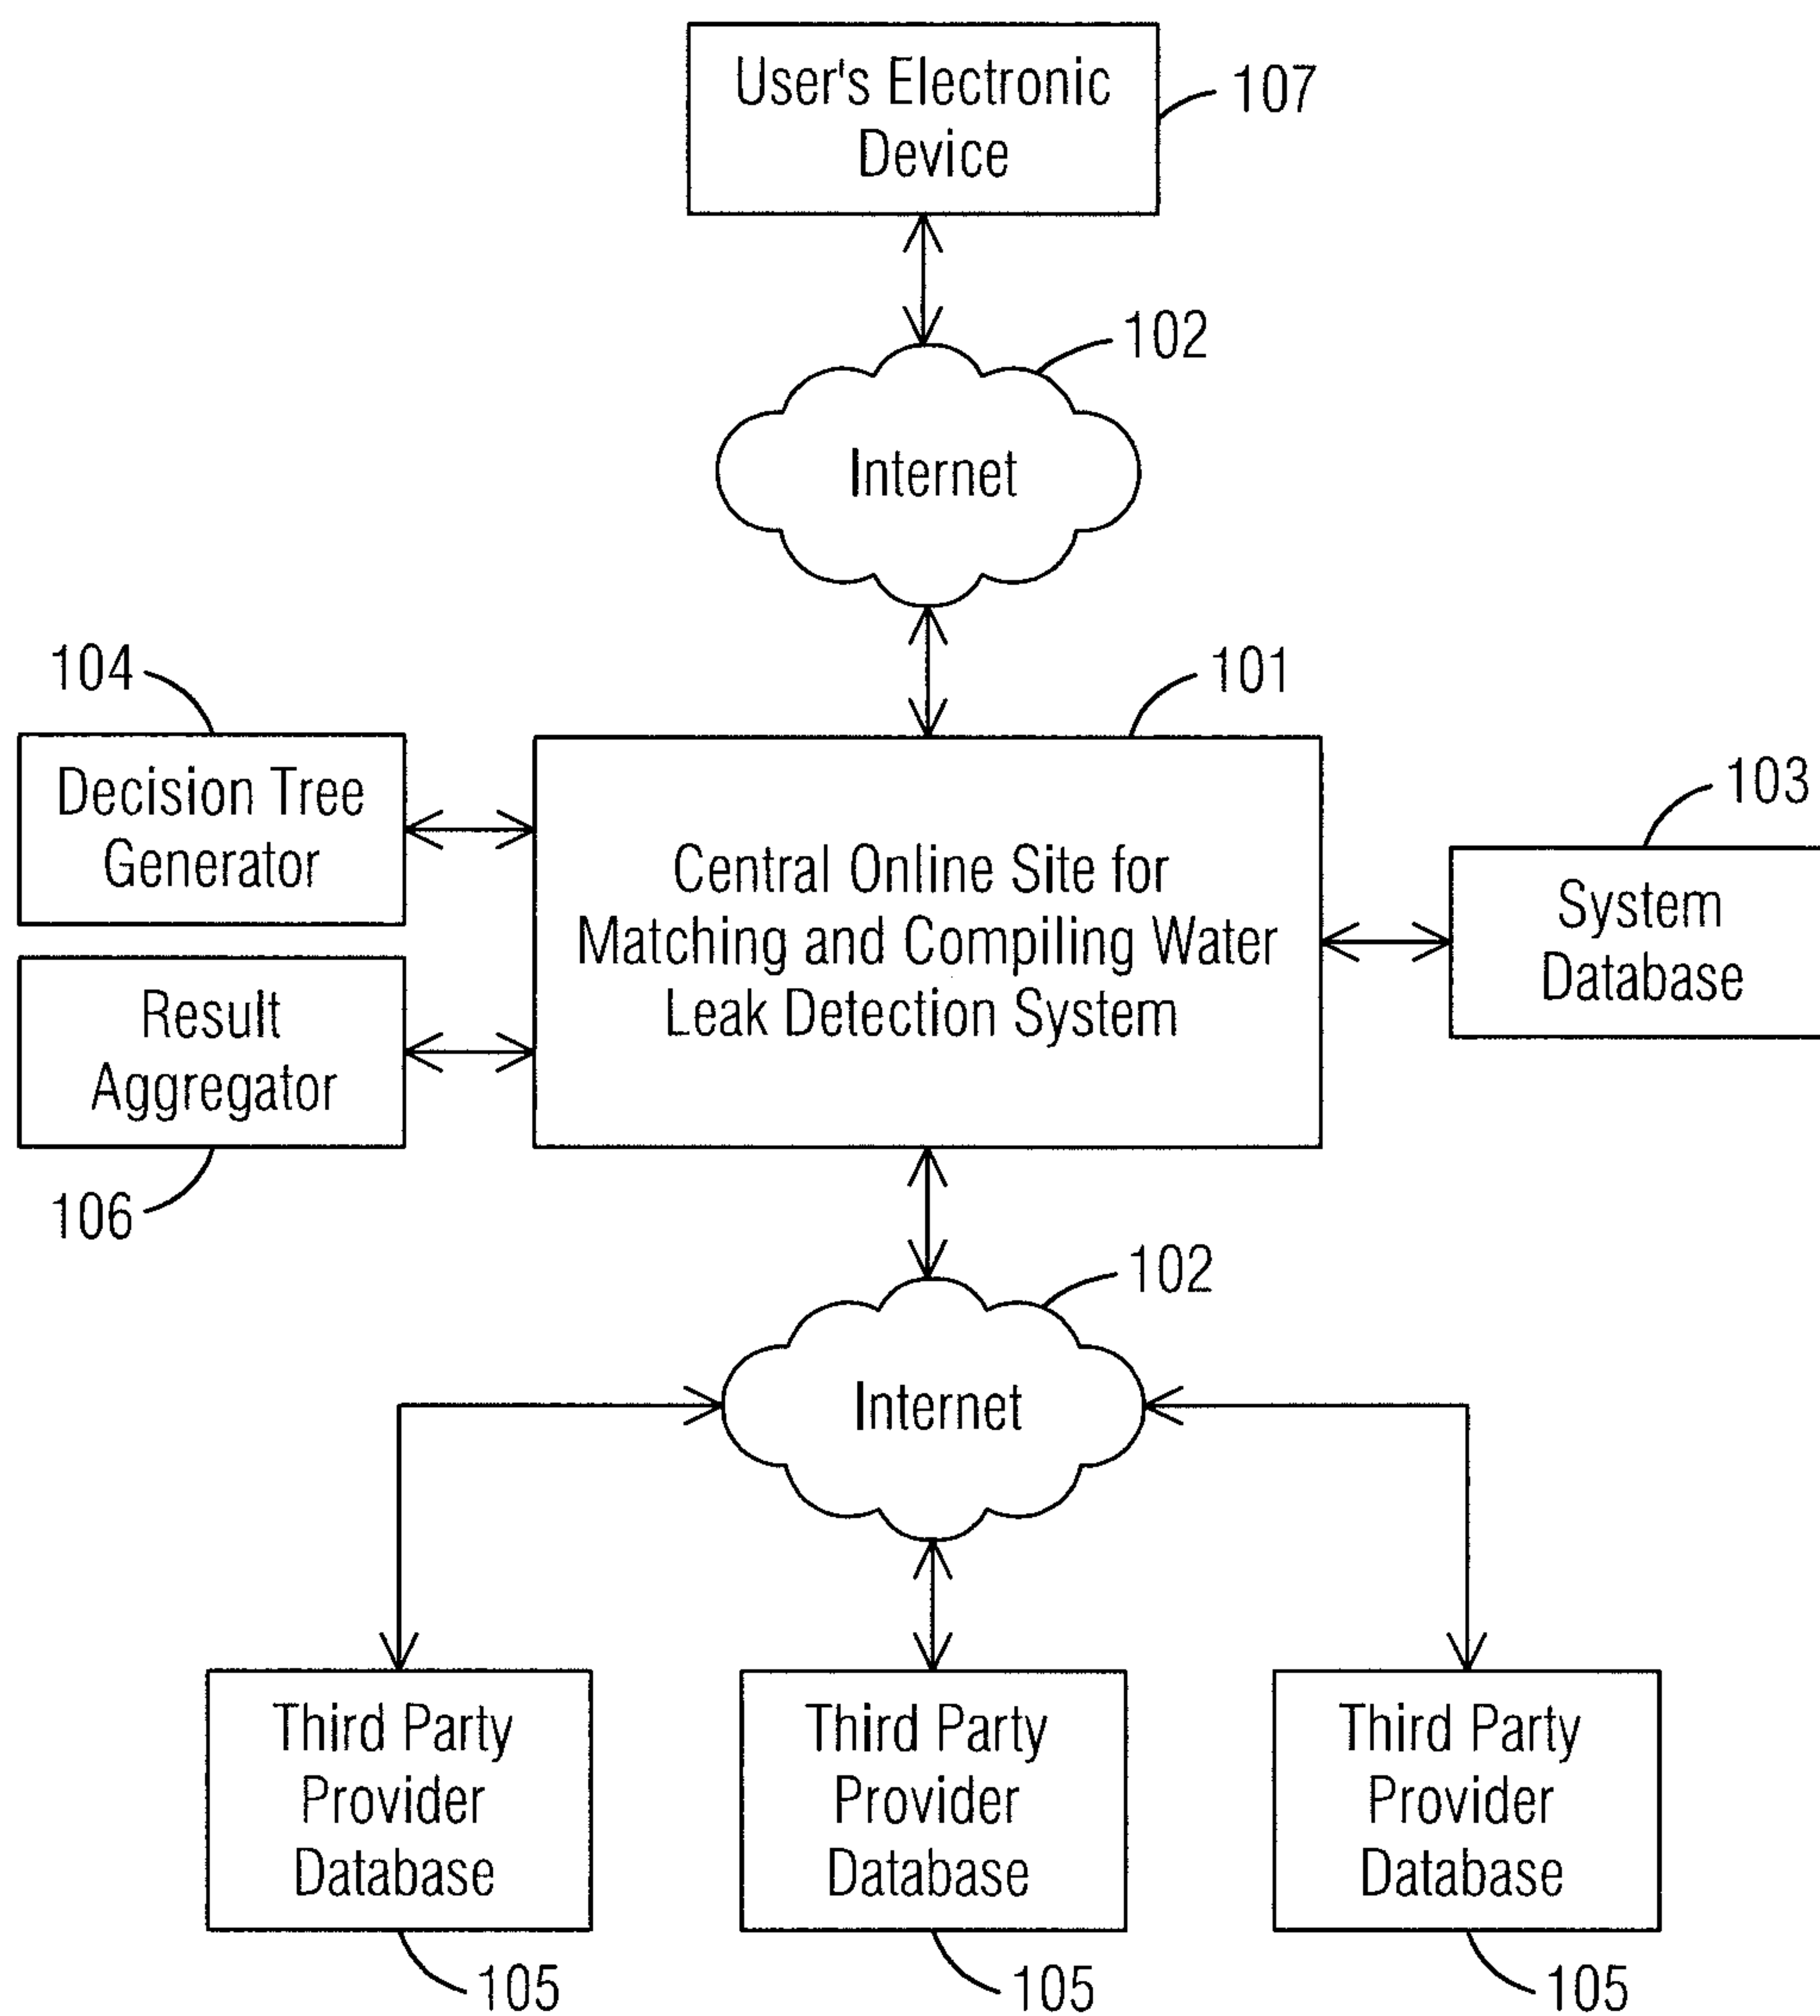 User's Electronic
Device
107
102
Internet
104
101
Decision Tree
Generator
Central Online Site for
Matching and Compiling Water
Leak Detection System
103
System
Database
Result
Aggregator
106
102
Internet
Third Party
Provider
Database
Third Party
Provider
Database
Third Party
Provider
Database
105
105
105